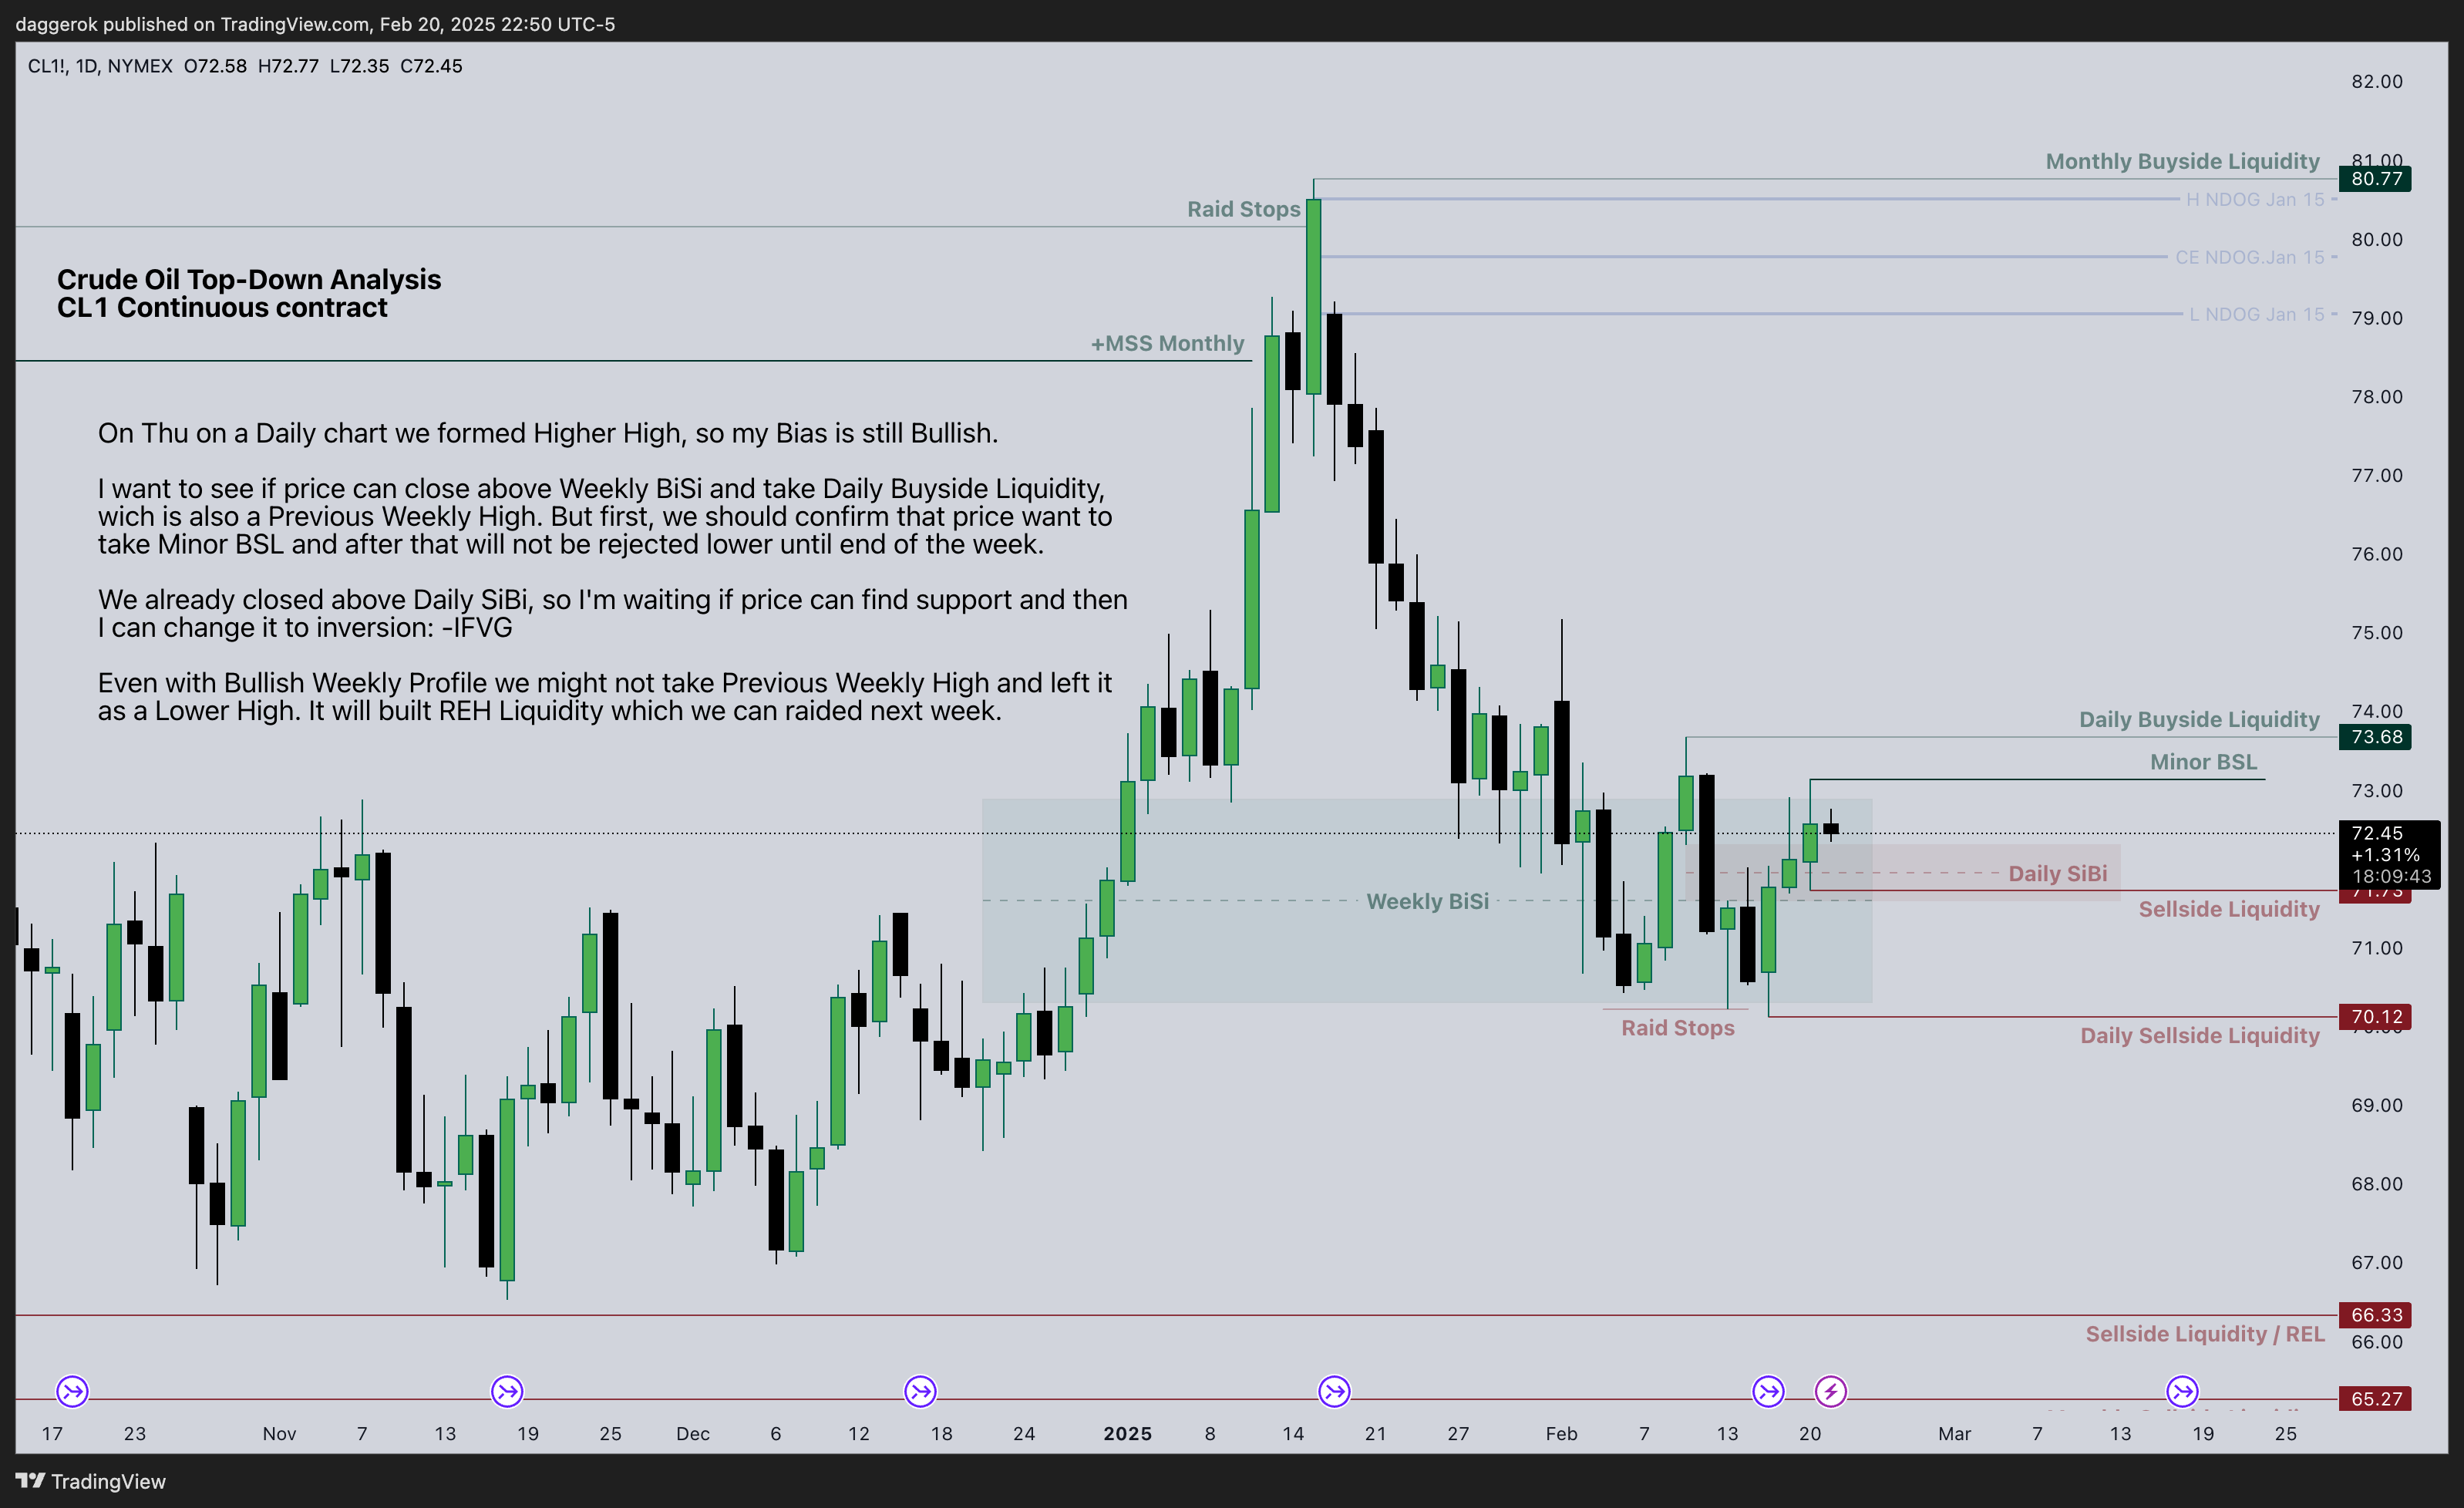 daggerok published on TradingView.com, Feb 20, 2025 22:50 UTC-5
CL1!, 1D, NYMEX O72.58 H72.77 L72.35 C72.45
82.00
Monthly Buyside Liquidity
81.00
80.77
H NDOG Jan 15
Raid Stops
80.00
CE NDOG.Jan 15
Crude Oil Top-Down Analysis
CL1 Continuous contract
L NDOG Jan 15
79.00
+MSS Monthly
78.00
On Thu on a Daily chart we formed Higher High, so my Bias is still Bullish.
77.00
I want to see if price can close above Weekly BiSi and take Daily Buyside Liquidity,
wich is also a Previous Weekly High. But first, we should confirm that price want to
take Minor BSL and after that will not be rejected lower until end of the week.
76.00
We already closed above Daily SiBi, so I'm waiting if price can find support and then
I can change it to inversion: -IFVG
75.00
Even with Bullish Weekly Profile we might not take Previous Weekly High and left it
as a Lower High. It will built REH Liquidity which we can raided next week.
74.00
Daily Buyside Liquidity
73.68
Minor BSL
73.00
72.45
+1.31%
18:09:43
Daily SiBi
71.73
Weekly BiSi
Sellside Liquidity
71.00
70.12
Raid Stops
Daily Sellside Liquidity
69.00
68.00
67.00
66.33
Sellside Liquidity / REL
66.00
65.27
17 23 Nov 7 13 19 25 Dec 6 12 18 24 2025 8 14 21 27 Feb 7 13 20 Mar 7 13 19 25
TradingView